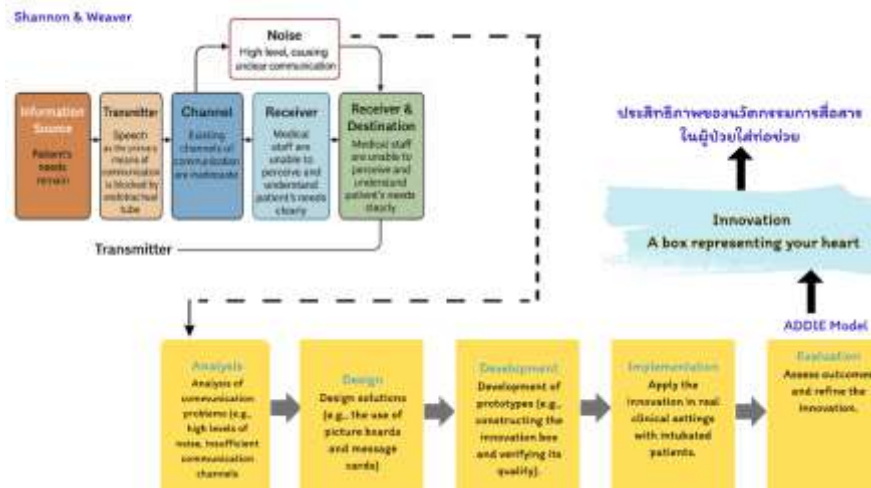 Shannon & Weaver
Noise
High level, causing
unclear communication
Information
Source
Patient's
needs
remain
Transmitter
Speech
as the primary
means of
communication
is blocked by
endotracheal
tube
Channel
Existing
channels of
communication
are inadequate
Receiver
Medical
staff are
unable to
perceive and
understand
patient's needs
clearly
Receiver &
Destination
Medical staff
are unable to
perceive and
understand
patient's needs
clearly
Transmitter
ประสิทธิภาพของนวัตกรรมการสื่อสาร
ในผู้ป่วยใส่ท่อช่วย
Innovation
A box representing your heart
ADDIE Model
Analysis
Analysis of
communication
problems (e.g.,
high levels of
noise, insufficient
communication
channels
Design
Design solutions
(e.g., the use of
picture boards
and message
cards)
Development
Development of
prototypes (e.g.,
constructing the
innovation box
and verifying its
quality).
Implementation
Apply the
innovation in real
clinical settings
with intubated
patients.
Evaluation
Assess outcomes
and refine the
innovation.